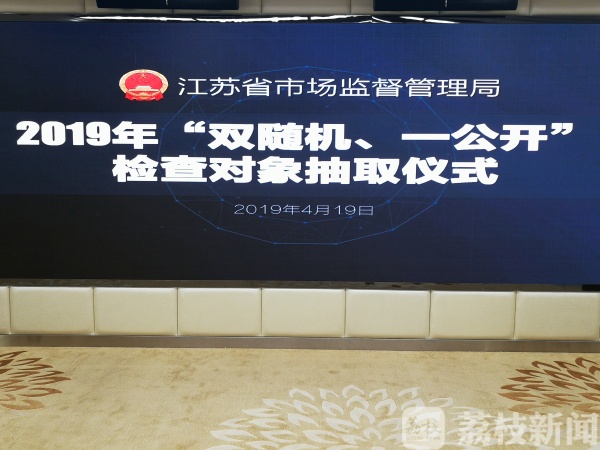 江苏省市场监督管理局
2019年“双随机、一公开”
检查对象抽取仪式
2019年4月19日
荔枝新闻